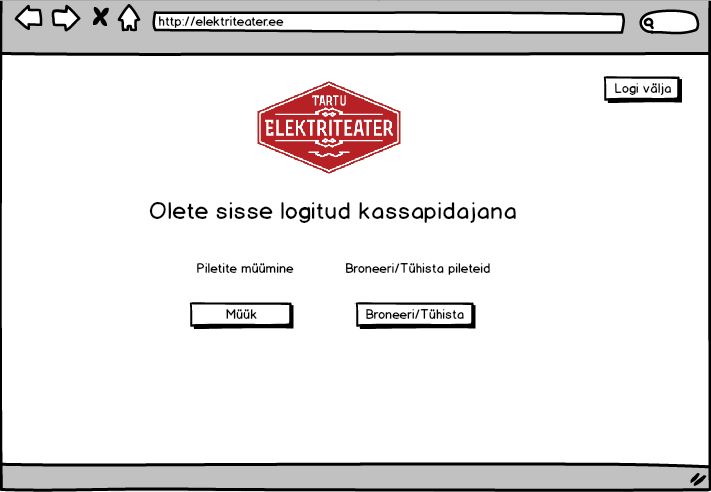 http://elektriteater.ee
Logi välja
TARTU
ELEKTRITEATER
Olete sisse logitud kassapidajana
Piletite müümine
Broneeri/Tühista pileteid
Müük
Broneeri/Tühista